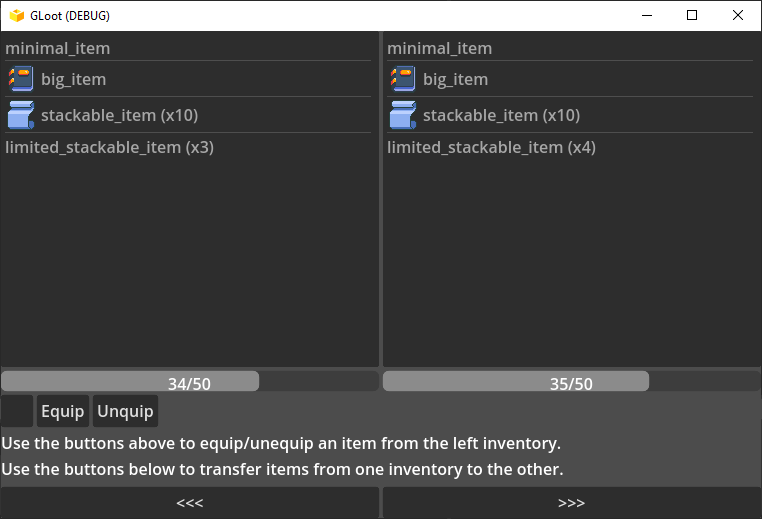 GLoot (DEBUG)
minimal_item
big_item
stackable_item (x10)
limited_stackable_item (x3)
34/50
minimal_item
big_item
stackable_item (x10)
limited_stackable_item (x4)
35/50
Equip Unquip
Use the buttons above to equip/unequip an item from the left inventory.
Use the buttons below to transfer items from one inventory to the other.
<<< >>>